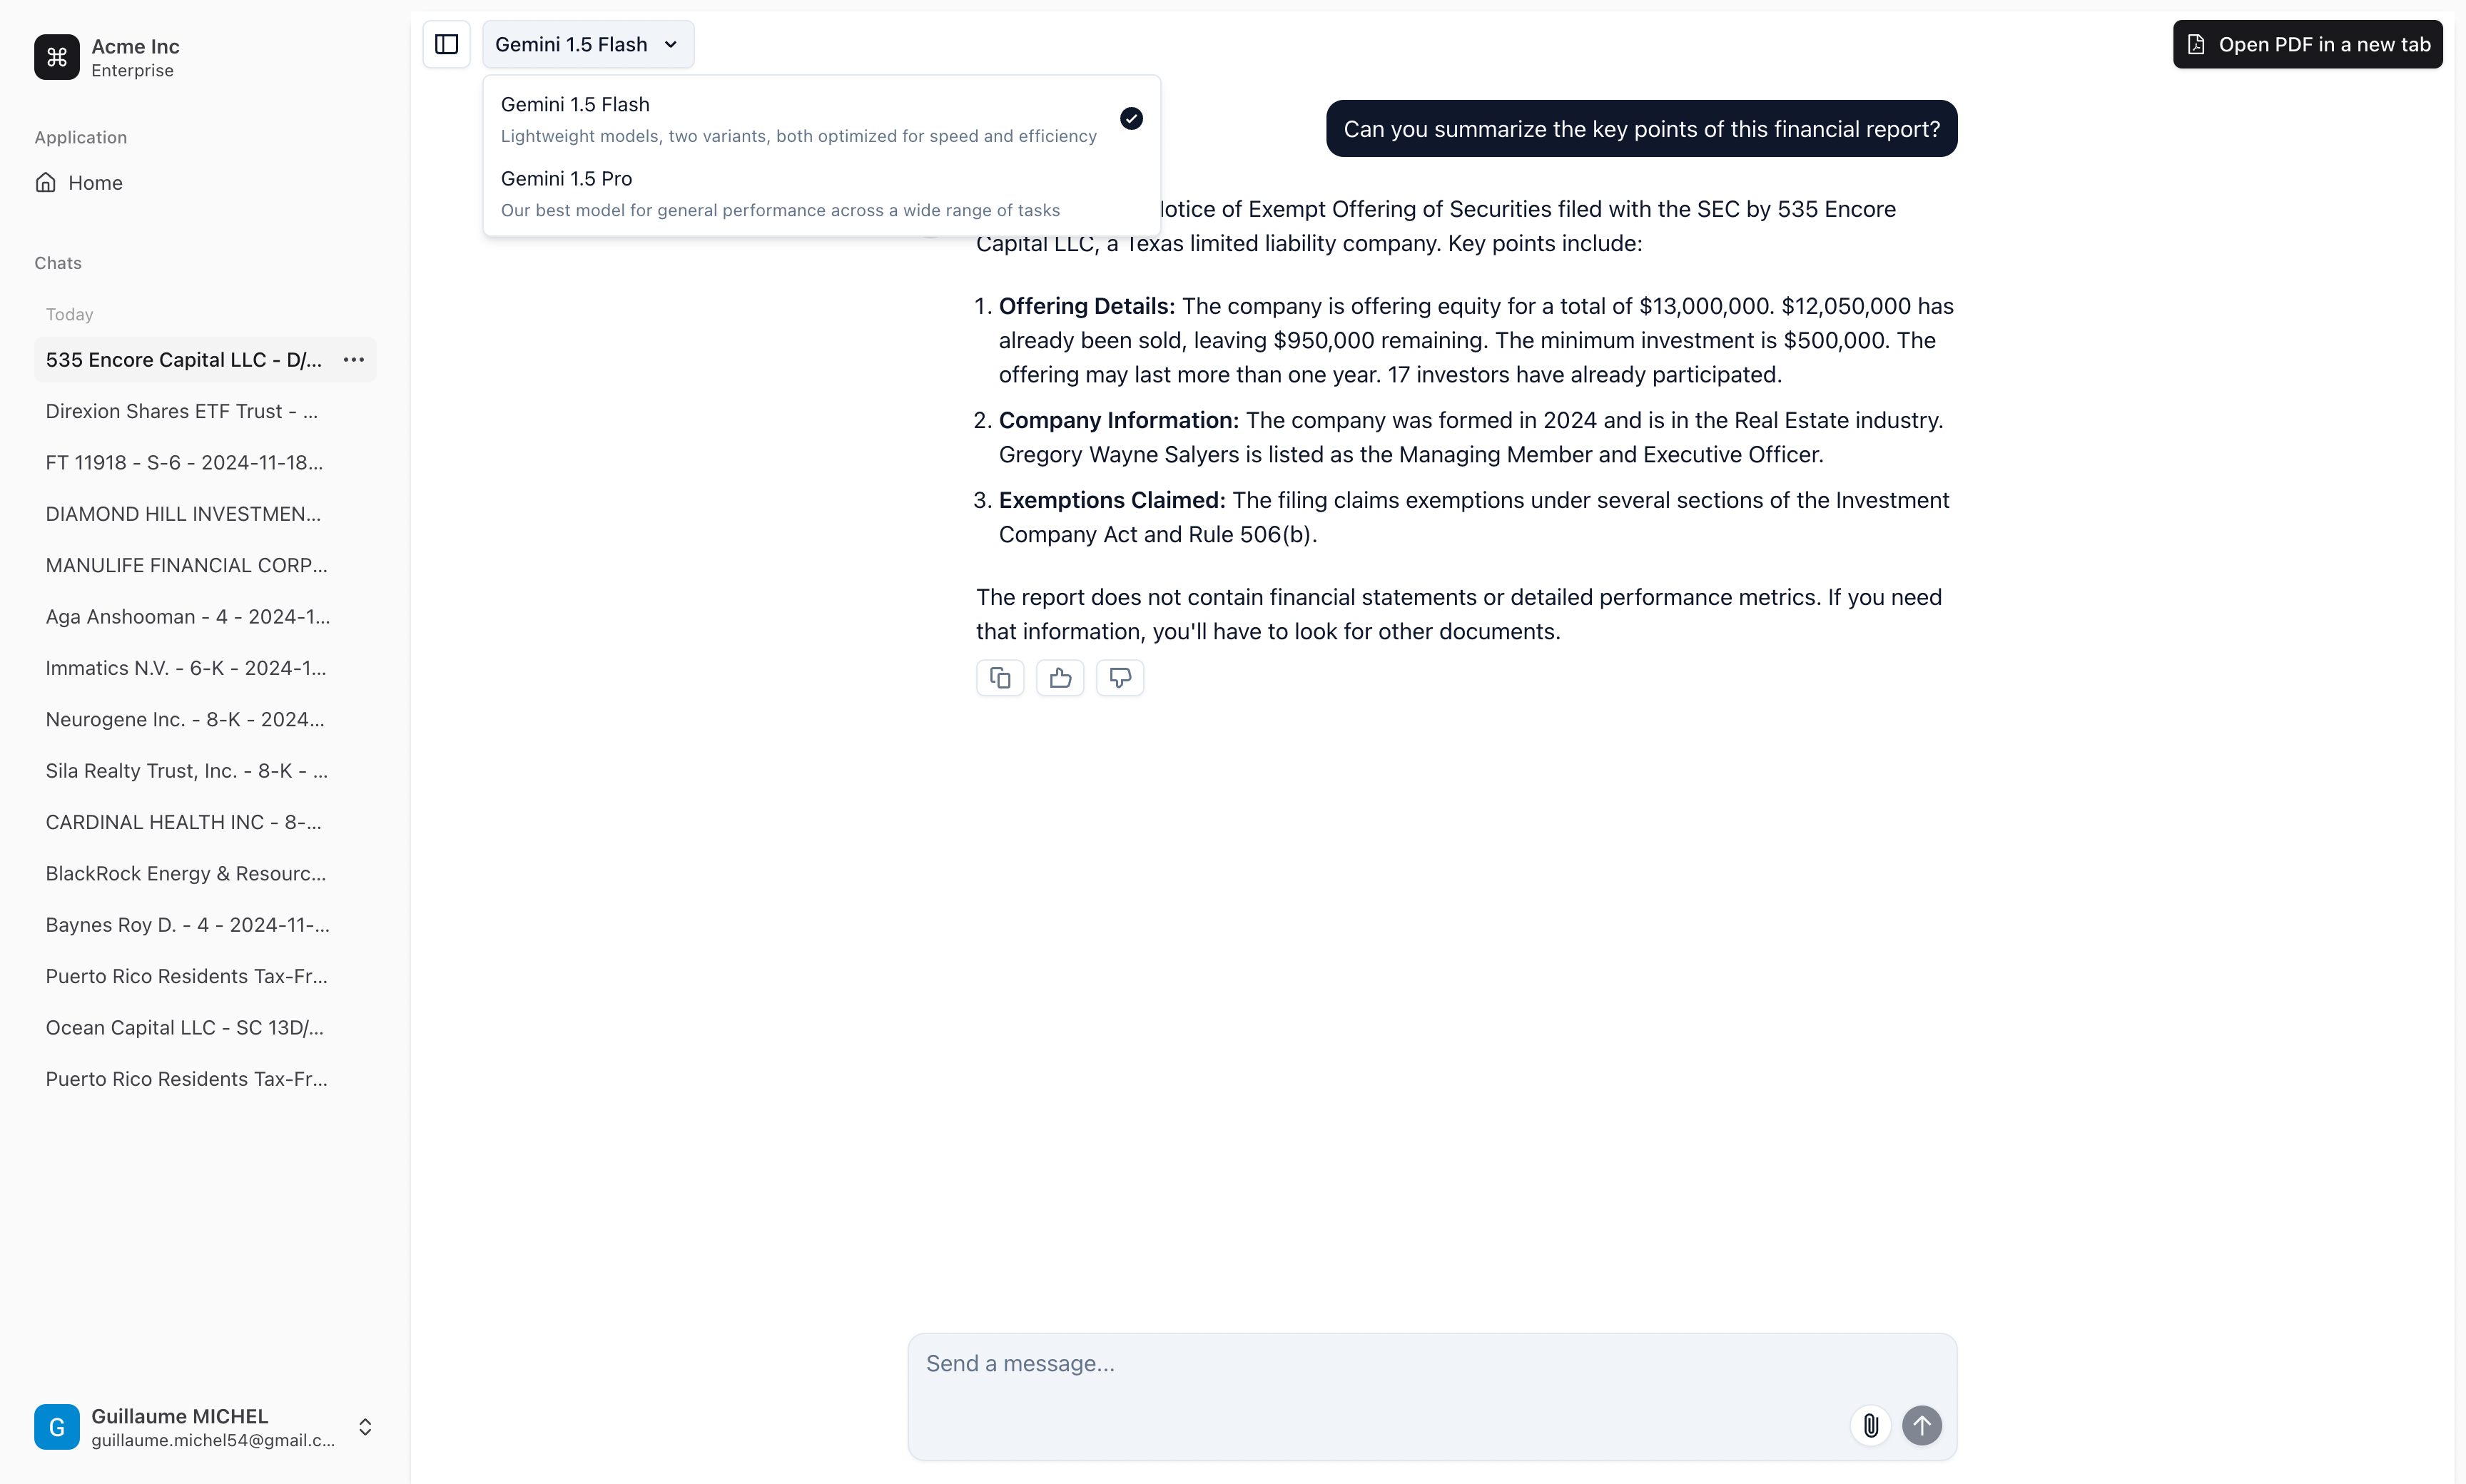 Acme Inc
Enterprise
Application
Home
Chats
Today
535 Encore Capital LLC - D/...
Direxion Shares ETF Trust - ...
FT 11918 - S-6 - 2024-11-18...
DIAMOND HILL INVESTMEN...
MANULIFE FINANCIAL CORP...
Aga Anshooman - 4 - 2024-1...
Immatics N.V. - 6-K - 2024-1...
Neurogene Inc. - 8-K - 2024...
Sila Realty Trust, Inc. - 8-K - ...
CARDINAL HEALTH INC - 8-...
BlackRock Energy & Resourc...
Baynes Roy D. - 4 - 2024-11-...
Puerto Rico Residents Tax-Fr...
Ocean Capital LLC - SC 13D/...
Puerto Rico Residents Tax-Fr...
G
Guillaume MICHEL
guillaume.michel54@gmail.c...
Gemini 1.5 Flash
Open PDF in a new tab
Gemini 1.5 Flash
Lightweight models, two variants, both optimized for speed and efficiency
Gemini 1.5 Pro
Our best model for general performance across a wide range of tasks
Can you summarize the key points of this financial report?
of Exempt Offering of Securities filed with the SEC by 535 Encore
Capital LLC, a Texas limited liability company. Key points include:
1. Offering Details: The company is offering equity for a total of $13,000,000. $12,050,000 has
already been sold, leaving $950,000 remaining. The minimum investment is $500,000. The
offering may last more than one year. 17 investors have already participated.
2. Company Information: The company was formed in 2024 and is in the Real Estate industry.
Gregory Wayne Salyers is listed as the Managing Member and Executive Officer.
3. Exemptions Claimed: The filing claims exemptions under several sections of the Investment
Company Act and Rule 506(b).
The report does not contain financial statements or detailed performance metrics. If you need
that information, you'll have to look for other documents.
Send a message...